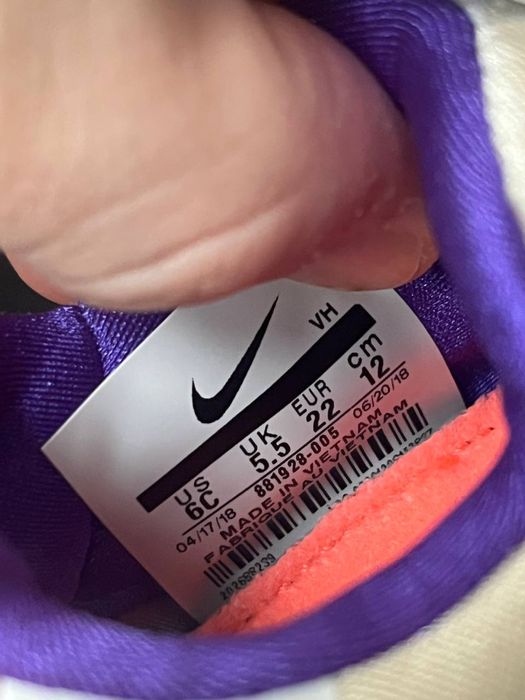 VH
US UK EUR cm
6C 5.5 22 12
881928-005
04/17/18 06/20/18
MADE IN VIETNAM
FABRIQUÉ AU VIETNAM